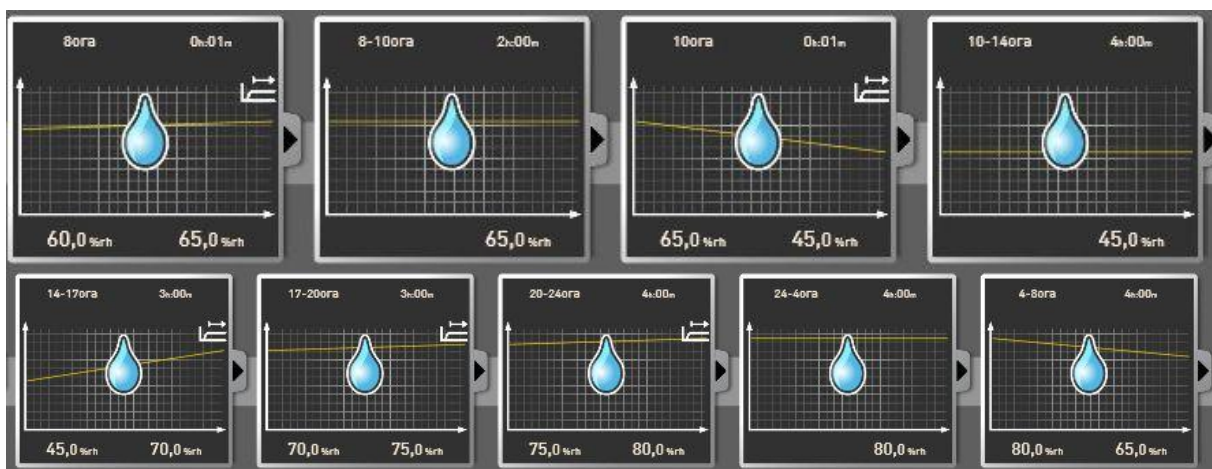 8ora 0h:01m
60,0 %rh 65,0 %rh
8-10ora 2h:00m
65,0 %rh
10ora 0h:01m
65,0 %rh 45,0 %rh
10-14ora 4h:00m
45,0 %rh
14-17ora 3h:00m
45,0 %rh 70,0 %rh
17-20ora 3h:00m
70,0 %rh 75,0 %rh
20-24ora 4h:00m
75,0 %rh 80,0 %rh
24-4ora 4h:00m
80,0 %rh
4-8ora 4h:00m
80,0 %rh 65,0 %rh